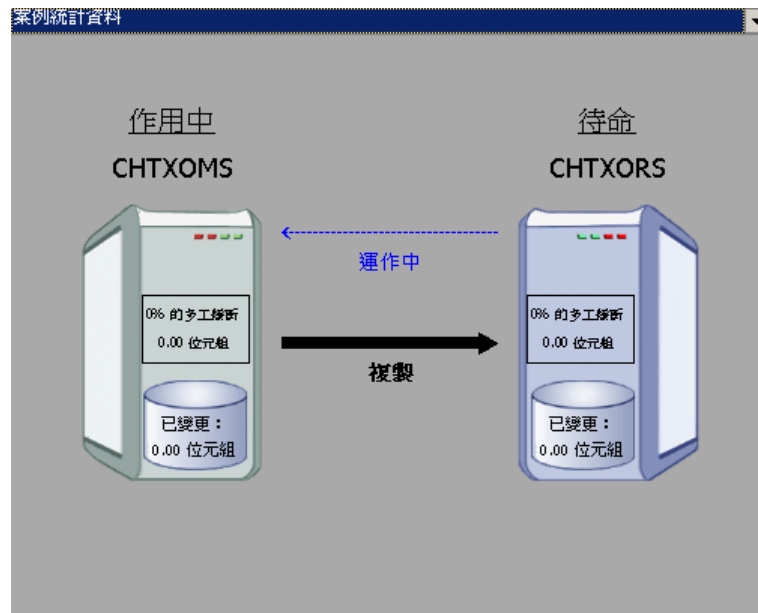 案例統計資料
作用中
待命
CHTXOMS
CHTXORS
運作中
0% 的多工緩衝
0.00 位元組
0% 的多工緩衝
0.00 位元組
複製
已變更：
0.00 位元組
已變更：
0.00 位元組